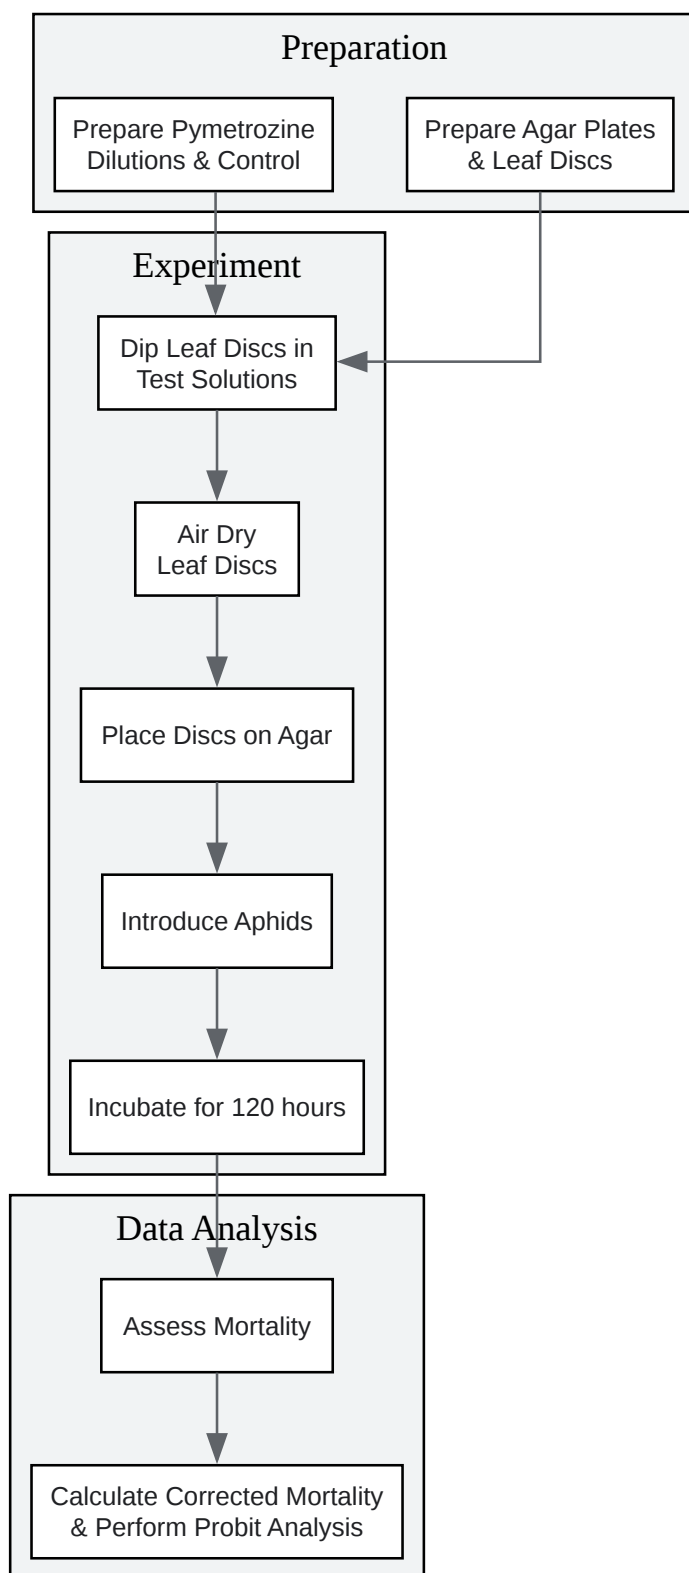 Preparation
Prepare Pymetrozine
Dilutions & Control
Prepare Agar Plates
& Leaf Discs
Experiment
Dip Leaf Discs in
Test Solutions
Air Dry
Leaf Discs
Place Discs on Agar
Introduce Aphids
Incubate for 120 hours
Data Analysis
Assess Mortality
Calculate Corrected Mortality
& Perform Probit Analysis